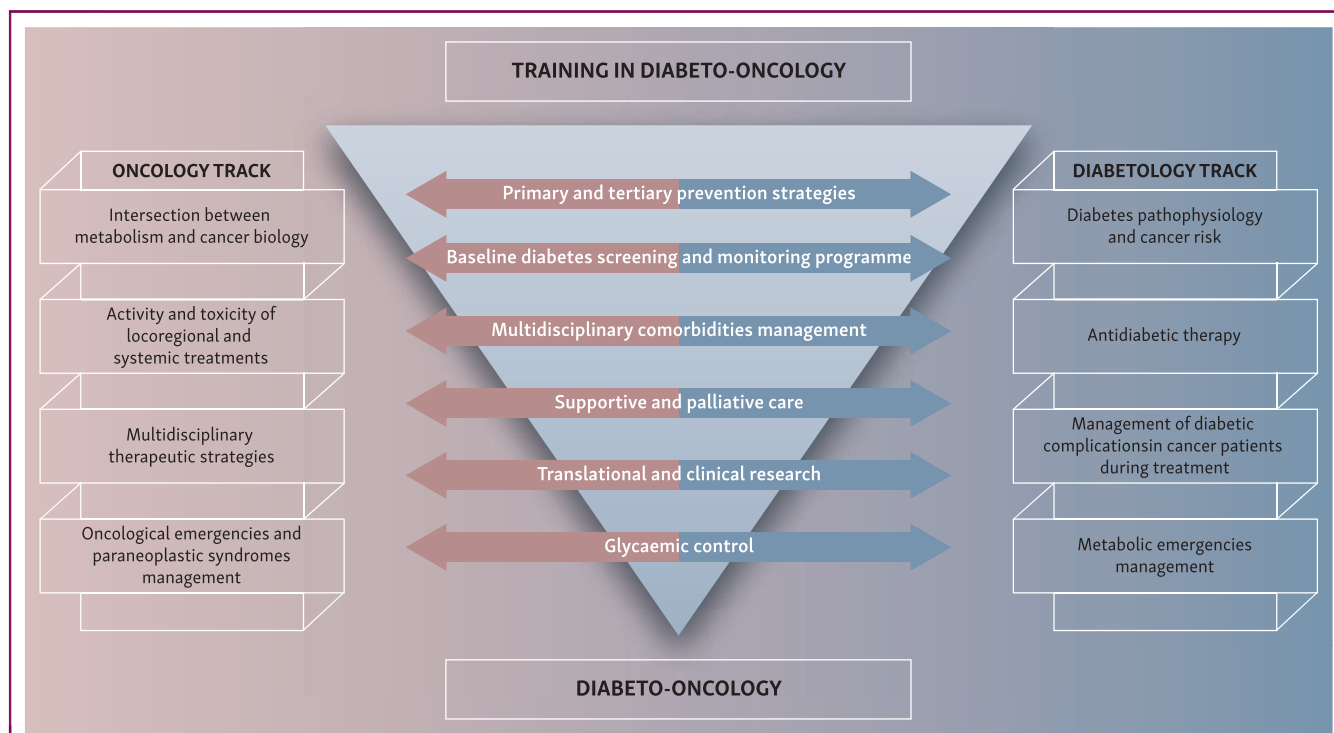 TRAINING IN DIABETO-ONCOLOGY
ONCOLOGY TRACK
Intersection between
metabolism and cancer biology
Activity and toxicity of
locoregional and
systemic treatments
Multidisciplinary
therapeutic strategies
Oncological emergencies and
paraneoplastic syndromes
management
Primary and tertiary prevention strategies
Baseline diabetes screening and monitoring programme
Multidisciplinary comorbidities management
Supportive and palliative care
Translational and clinical research
Glycaemic control
DIABETOLOGY TRACK
Diabetes pathophysiology
and cancer risk
Antidiabetic therapy
Management of diabetic
complicationsin cancer patients
during treatment
Metabolic emergencies
management
DIABETO-ONCOLOGY